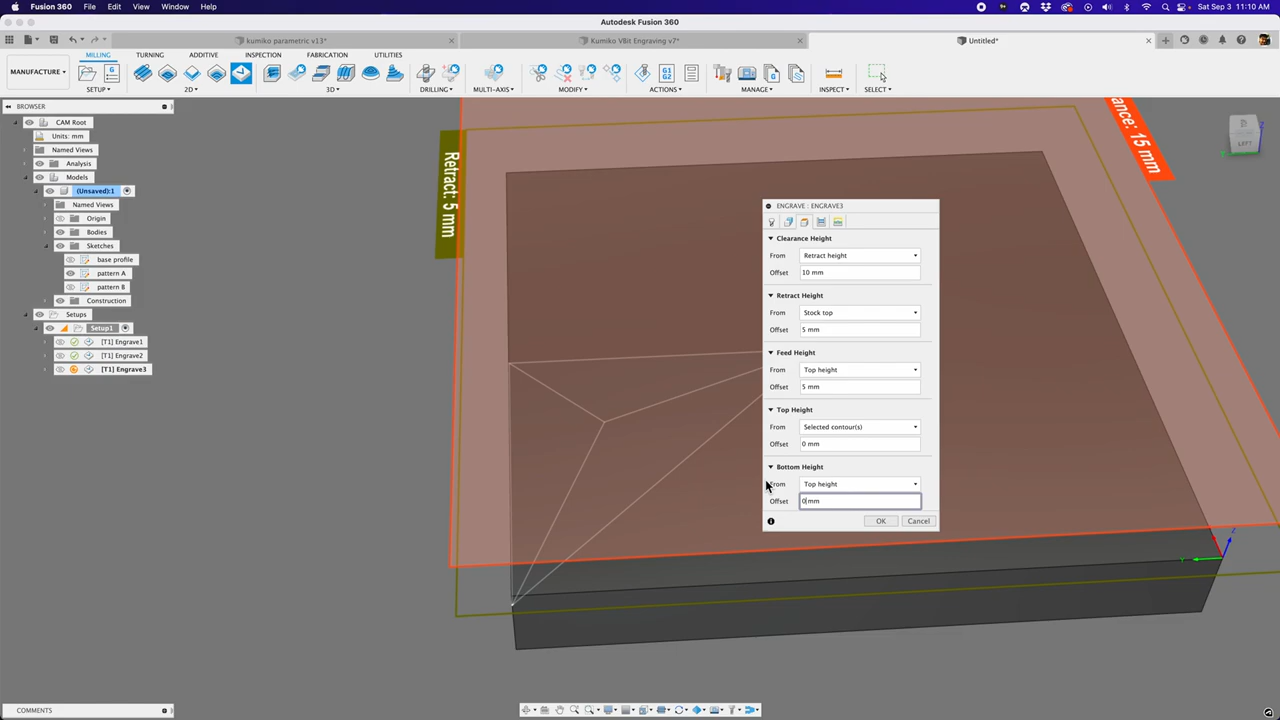 Fusion 360 File Edit View Window Help
Sat Sep 3 11:10 AM
Autodesk Fusion 360
kumiko parametric v13*
Kumiko VBit Engraving v7*
Untitled*
MILLING TURNING ADDITIVE INSPECTION FABRICATION UTILITIES
MANUFACTURE
G1
G2
SETUP 2D 3D DRILLING MULTI-AXIS MODIFY ACTIONS MANAGE INSPECT SELECT
BROWSER
CAM Root
Units: mm
Named Views
Analysis
Models
(Unsaved):1
Named Views
Origin
Bodies
Sketches
base profile
pattern A
pattern B
Construction
Setups
Setup1
[T1] Engrave1
[T1] Engrave2
[T1] Engrave3
Retract: 5 mm
ance: 15 mm
LEFT
Z
ENGRAVE : ENGRAVE3
Clearance Height
From Retract height
Offset 10 mm
Retract Height
From Stock top
Offset 5 mm
Feed Height
From Top height
Offset 5 mm
Top Height
From Selected contour(s)
Offset 0 mm
Bottom Height
From Top height
Offset 0 mm
OK Cancel
Z
Y
COMMENTS